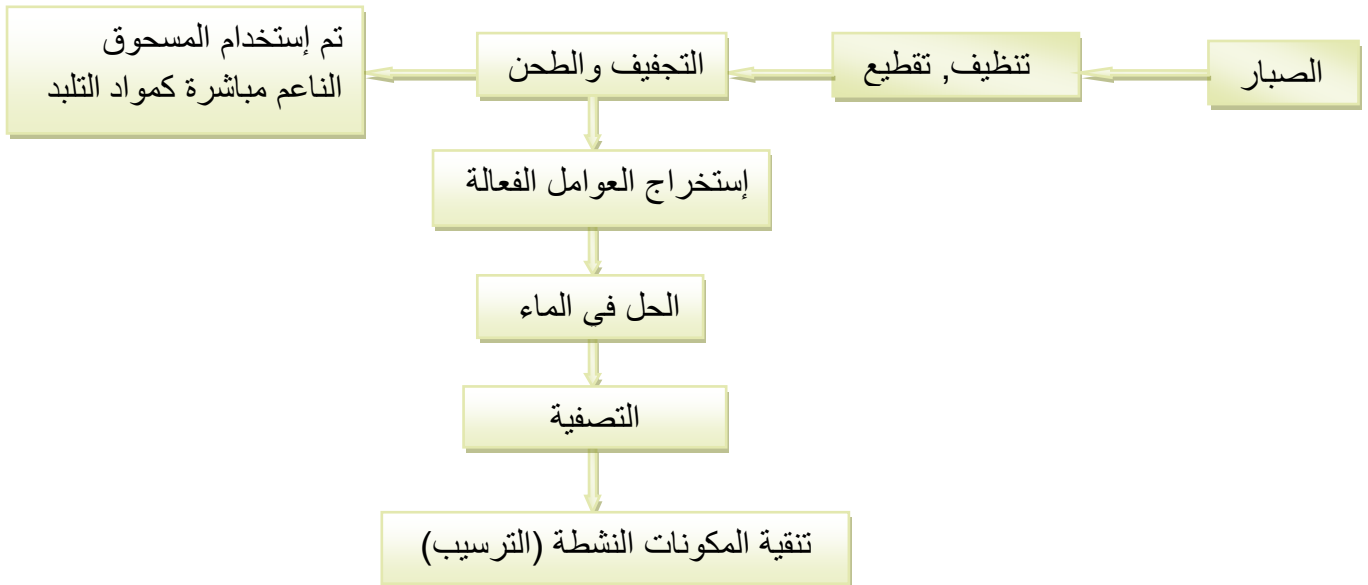 الصبار
تنظيف, تقطيع
التجفيف والطحن
تم إستخدام المسحوق
الناعم مباشرة كمواد التلبد
إستخراج العوامل الفعالة
الحل في الماء
التصفية
تنقية المكونات النشطة (الترسيب)